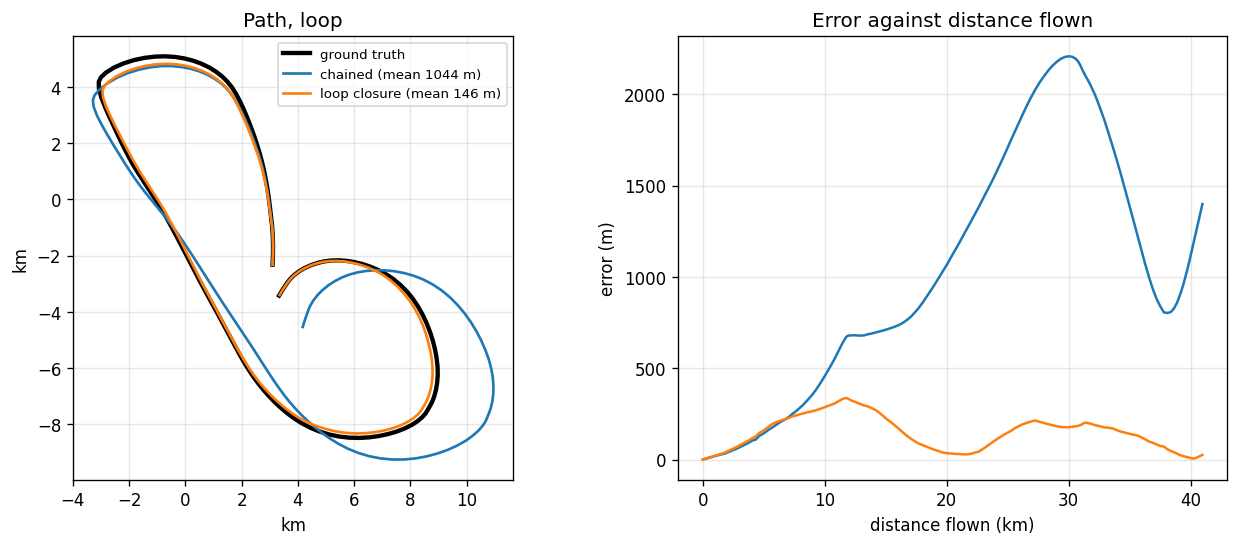 Path, loop
ground truth
chained (mean 1044 m)
loop closure (mean 146 m)
4
2
0
−2
−4
−6
−8
km
−4
−2
0
2
4
6
8
10
km
Error against distance flown
2000
1500
1000
500
0
error (m)
0
10
20
30
40
distance flown (km)